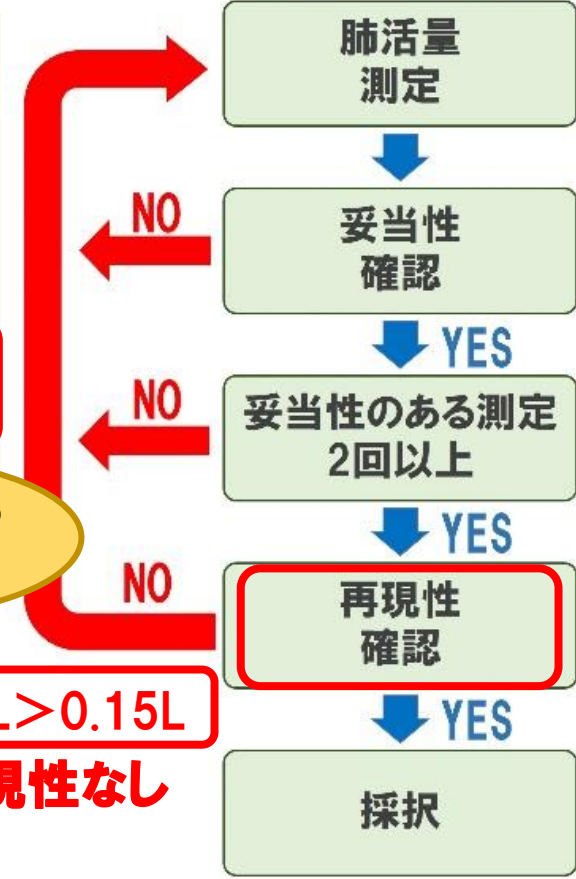 肺活量
測定
NO
妥当性
確認
YES
NO
妥当性のある測定
2回以上
YES
NO
再現性
確認
>0.15L
YES
現性なし
採択